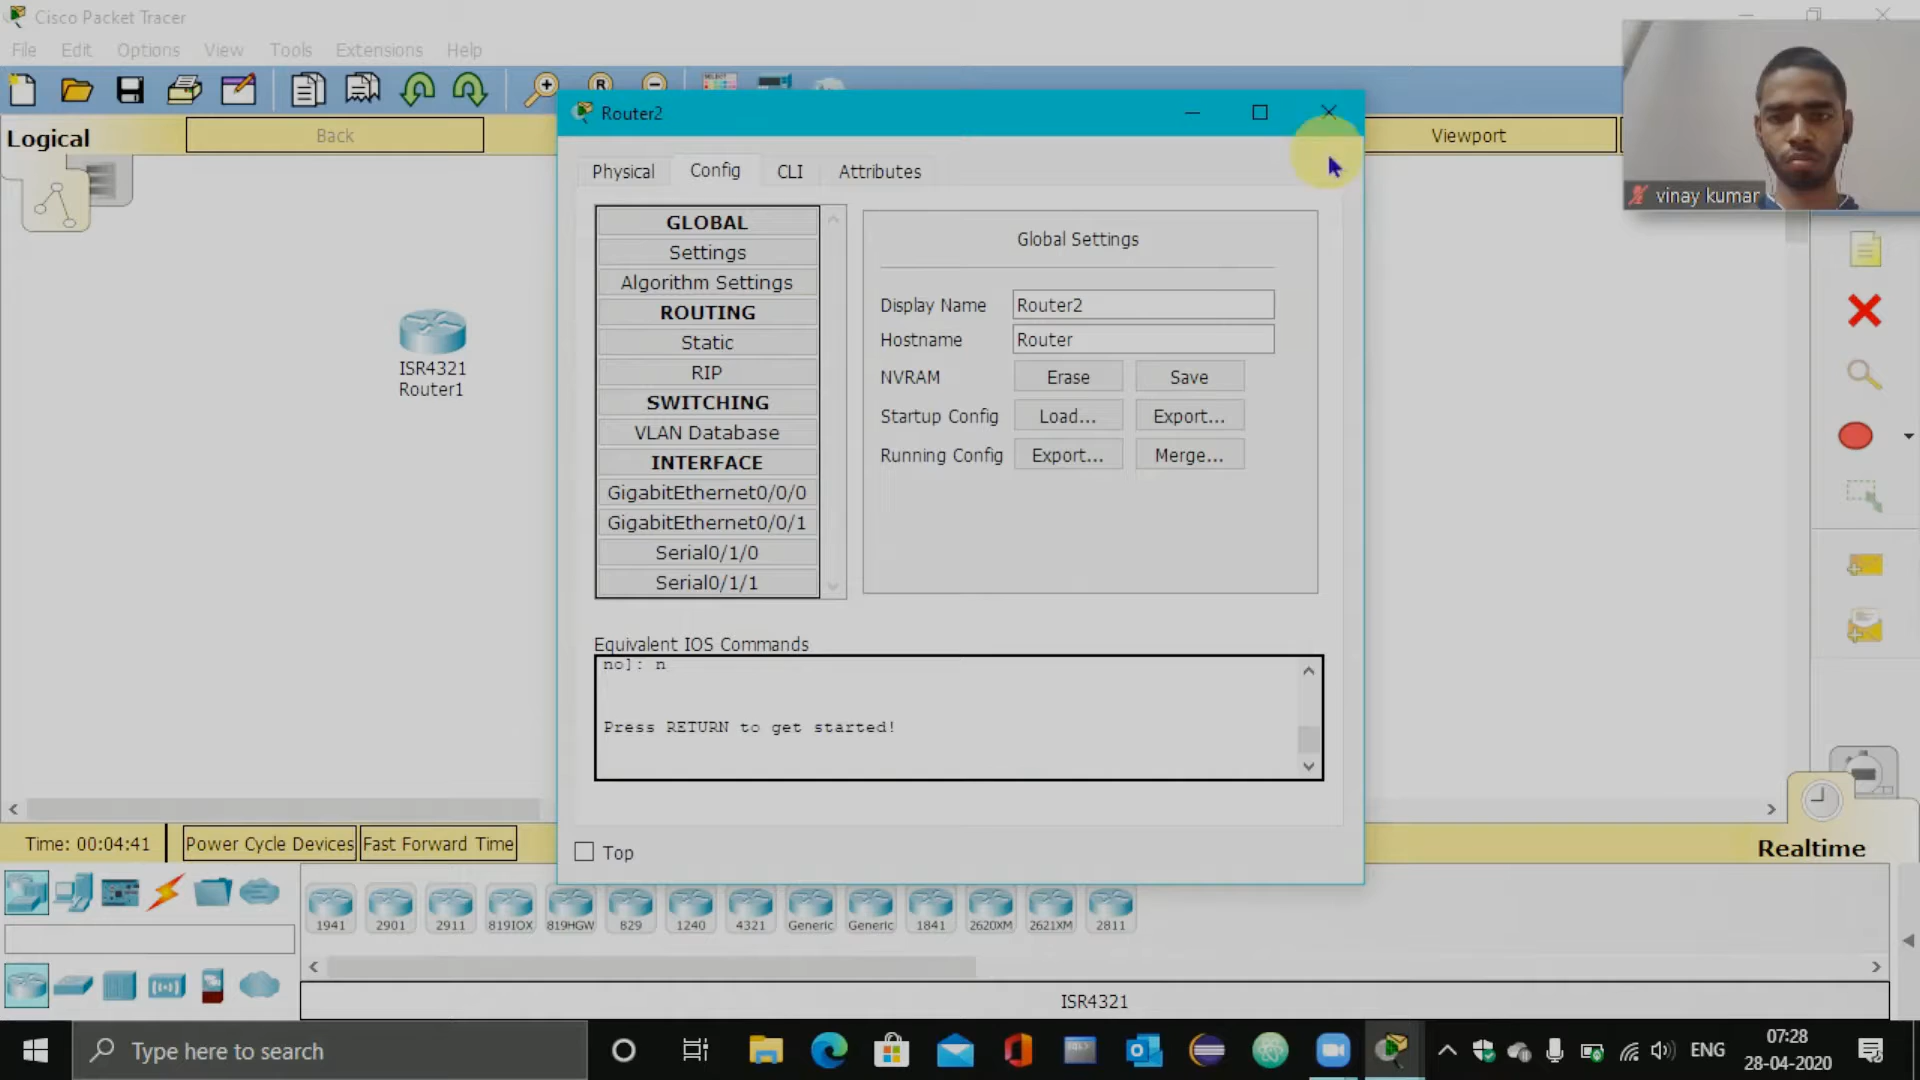 Cisco Packet Tracer
File Edit Options View Tools Extensions Help
Logical
Back
Viewport
Router2
Physical Config CLI Attributes
GLOBAL
Settings
Algorithm Settings
ROUTING
Static
RIP
SWITCHING
VLAN Database
INTERFACE
GigabitEthernet0/0/0
GigabitEthernet0/0/1
Serial0/1/0
Serial0/1/1
Global Settings
Display Name Router2
Hostname Router
NVRAM Erase Save
Startup Config Load... Export...
Running Config Export... Merge...
Equivalent IOS Commands
no]: n
Press RETURN to get started!
Top
ISR4321
Router1
vinay kumar
Time: 00:04:41 Power Cycle Devices Fast Forward Time
Realtime
1941 2901 2911 819IOX 819HGW 829 1240 4321 Generic Generic 1841 2620XM 2621XM 2811
ISR4321
Type here to search
ENG
07:28
28-04-2020